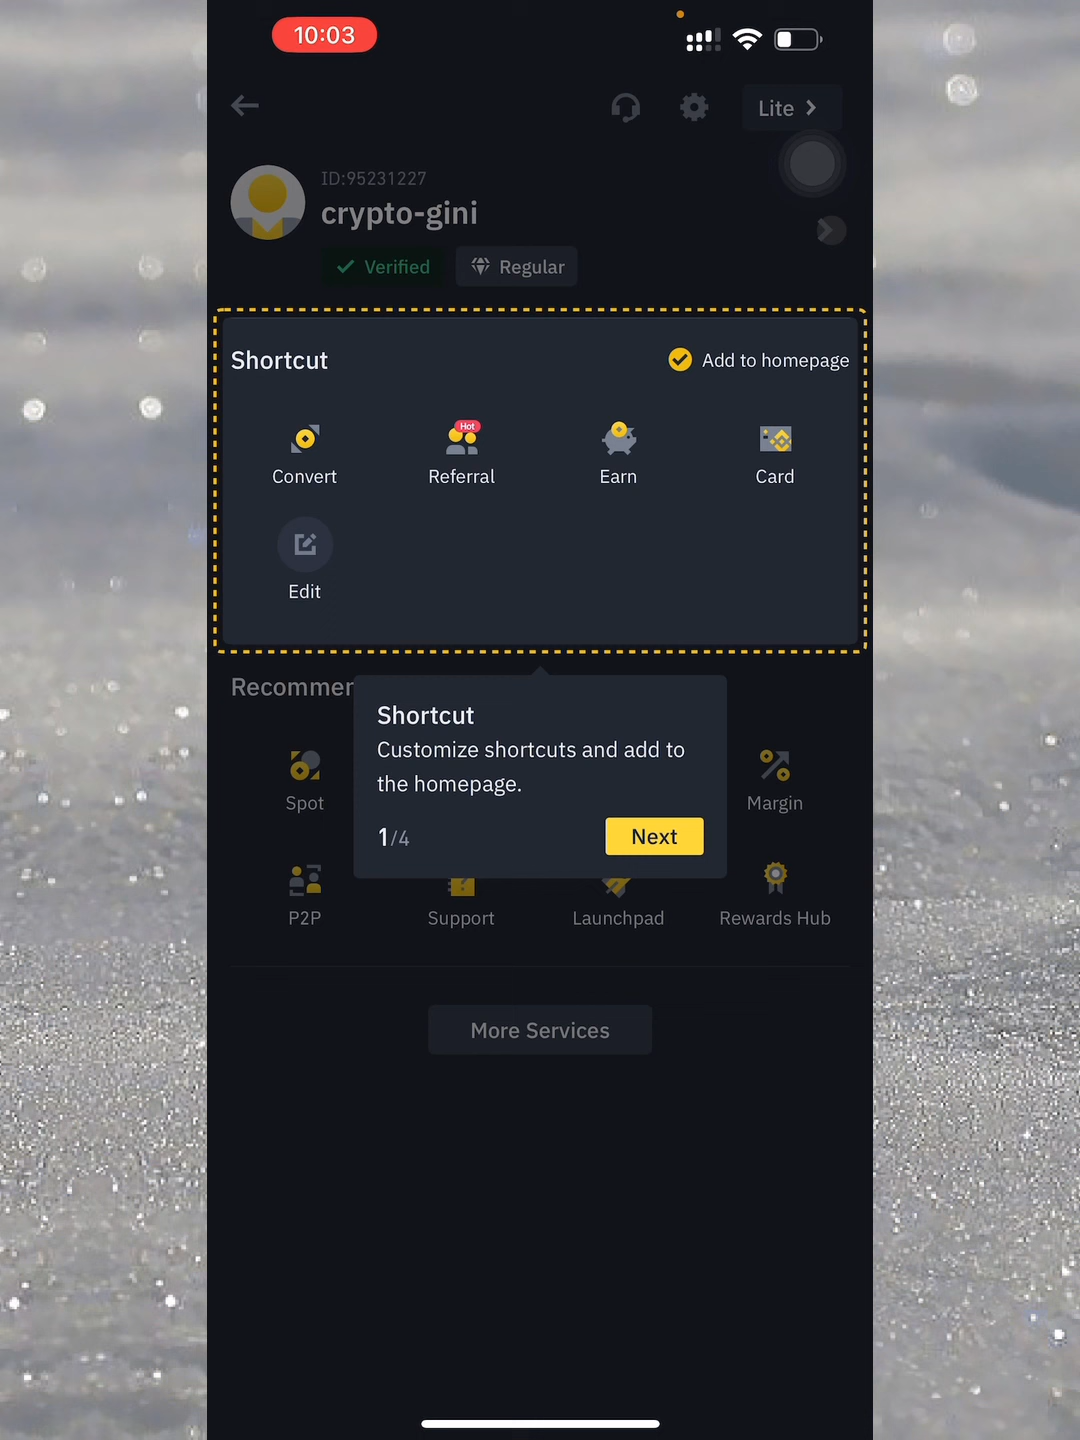 10:03
Lite
ID:95231227
crypto-gini
Verified
Regular
Shortcut
Add to homepage
Hot
Convert
Referral
Earn
Card
Edit
Recommen
Shortcut
Customize shortcuts and add to
the homepage.
1/4
Next
Spot
Margin
P2P
Support
Launchpad
Rewards Hub
More Services